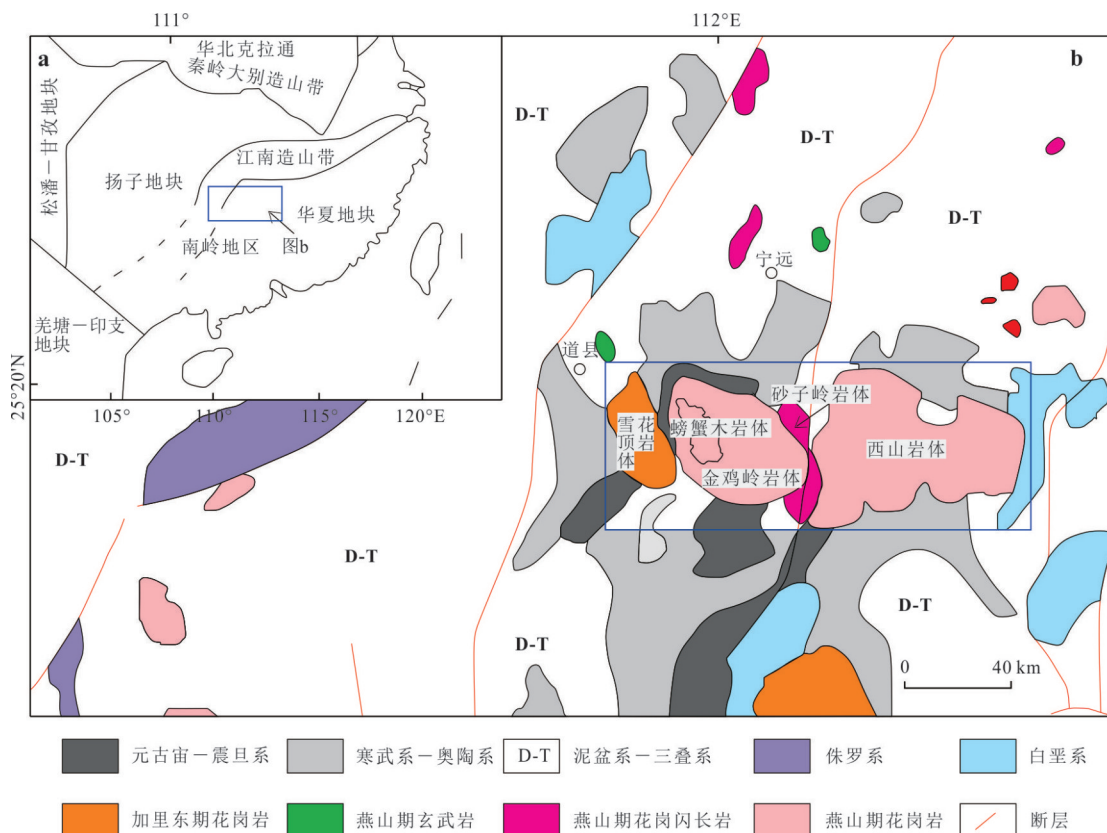 111°
112°E
a
b
华北克拉通
秦岭大别造山带
松潘－甘孜地块
江南造山带
扬子地块
华夏地块
南岭地区
图b
羌塘－印支
地块
25°20′N
105°
110°
115°
120°E
D-T
D-T
D-T
宁远
道县
砂子岭岩体
雪花
顶岩
体
螃蟹木岩体
西山岩体
金鸡岭岩体
D-T
D-T
D-T
D-T
0
40 km
元古宙－震旦系
寒武系－奥陶系
D-T
泥盆系－三叠系
侏罗系
白垩系
加里东期花岗岩
燕山期玄武岩
燕山期花岗闪长岩
燕山期花岗岩
断层